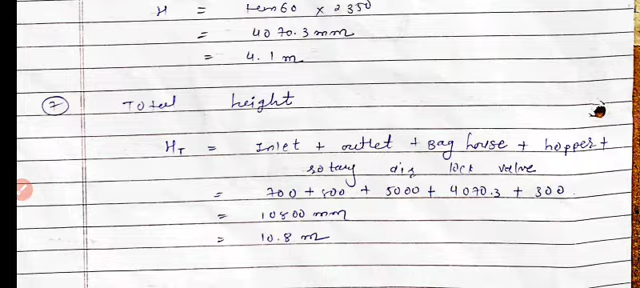 H = tan60 × 2350
= 4070.3 mm
= 4.1 m
7 Total height
HT = Inlet + outlet + Bag house + hopper +
rotary lock valve
= 700 + 800 + 5000 + 4070.3 + 300
= 10800 mm
= 10.8 m